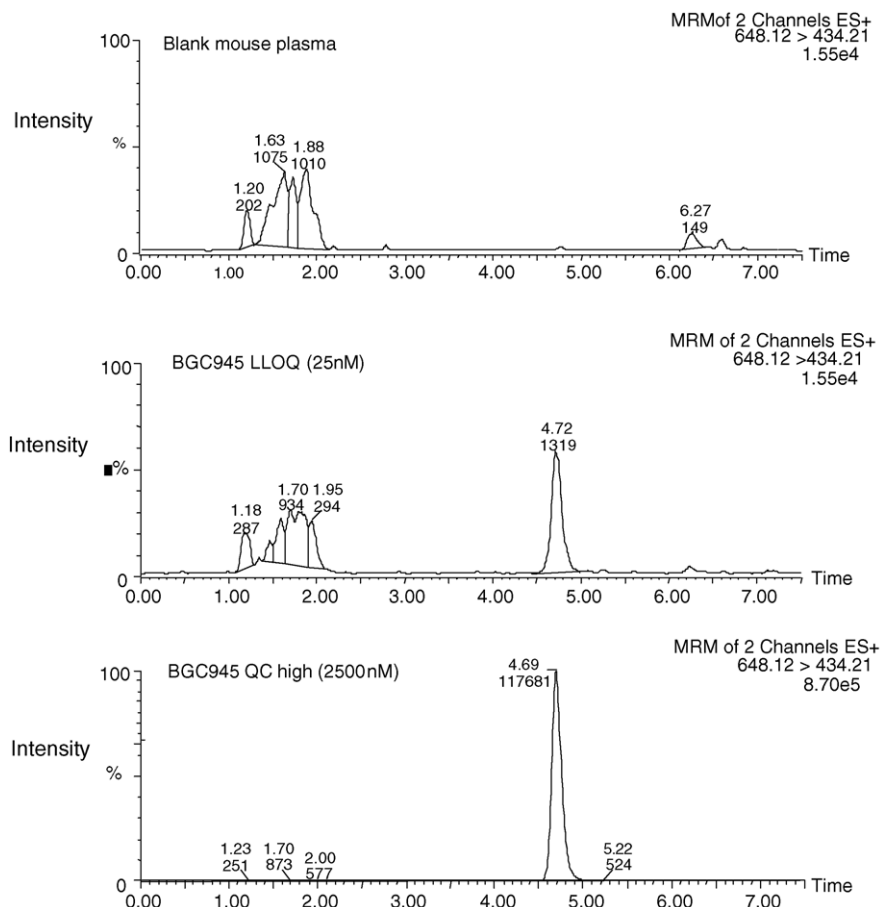 MRMof 2 Channels ES+
648.12 > 434.21
1.55e4
100
Blank mouse plasma
Intensity
%
1.63
1075
1.88
1010
1.20
202
6.27
149
0
Time
0.00 1.00 2.00 3.00 4.00 5.00 6.00 7.00
MRM of 2 Channels ES+
648.12 >434.21
1.55e4
100
BGC945 LLOQ (25nM)
Intensity
%
4.72
1319
1.18
287
1.70
934
1.95
294
0
Time
0.00 1.00 2.00 3.00 4.00 5.00 6.00 7.00
MRM of 2 Channels ES+
648.12 > 434.21
8.70e5
100
BGC945 QC high (2500nM)
4.69
117681
Intensity
%
1.23
251
1.70
873
2.00
577
5.22
524
0
Time
0.00 1.00 2.00 3.00 4.00 5.00 6.00 7.00